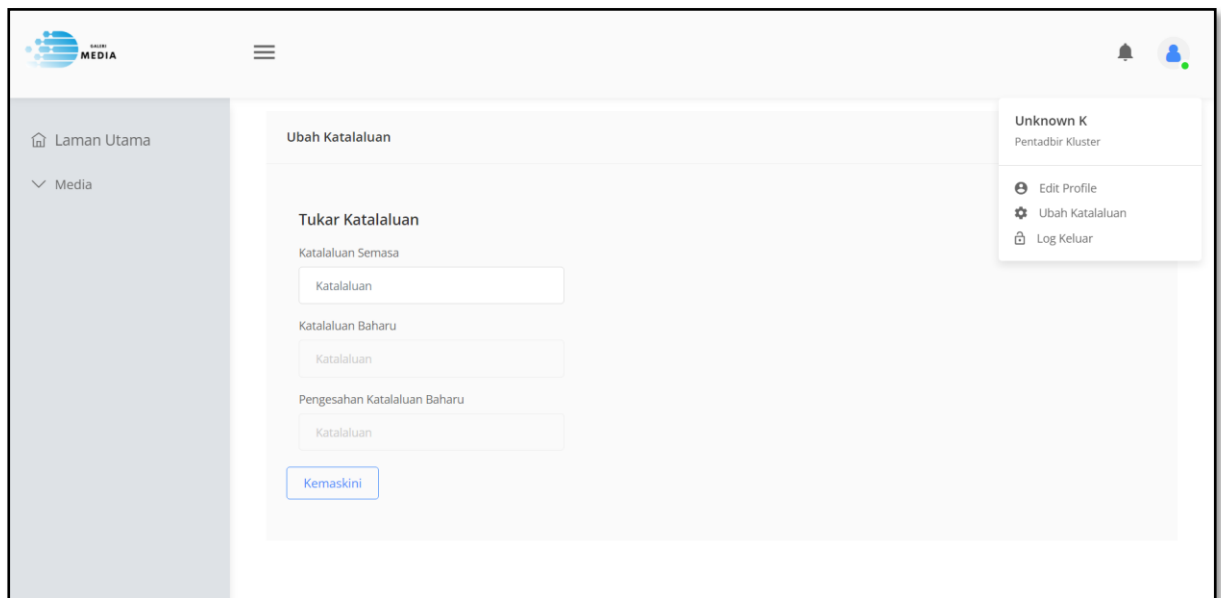 GALERI
MEDIA
Laman Utama
Media
Ubah Katalaluan
Tukar Katalaluan
Katalaluan Semasa
Katalaluan
Katalaluan Baharu
Katalaluan
Pengesahan Katalaluan Baharu
Katalaluan
Kemaskini
Unknown K
Pentadbir Kluster
Edit Profile
Ubah Katalaluan
Log Keluar